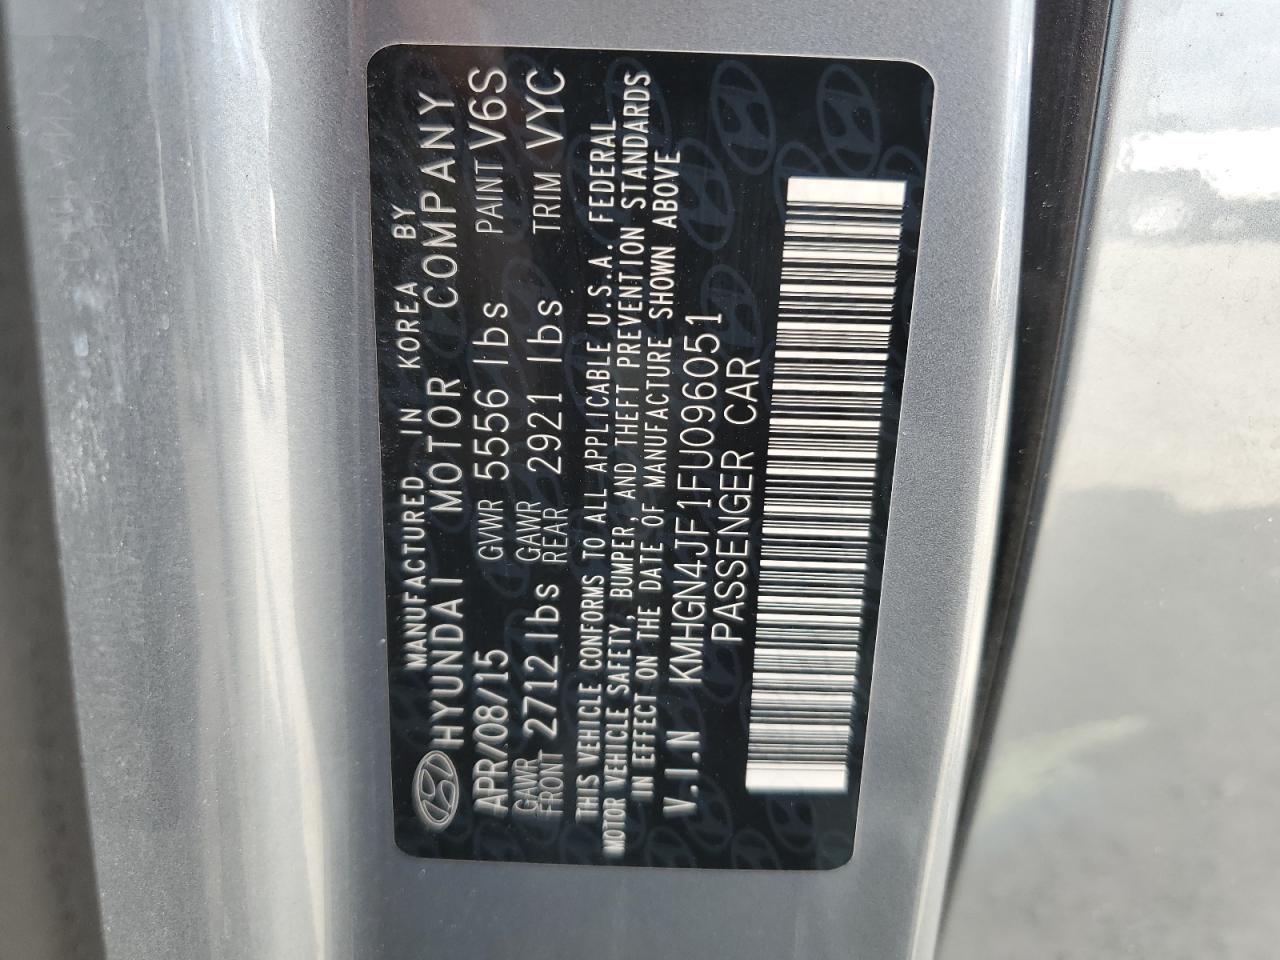 MANUFACTURED IN KOREA BY
HYUNDAI MOTOR COMPANY
APR/08/15 GVWR 5556 lbs PAINT V6S
GAWR FRONT 2712 lbs GAWR REAR 2921 lbs TRIM VYC
THIS VEHICLE CONFORMS TO ALL APPLICABLE U.S.A. FEDERAL
MOTOR VEHICLE SAFETY, BUMPER, AND THEFT PREVENTION STANDARDS
IN EFFECT ON THE DATE OF MANUFACTURE SHOWN ABOVE
V.I.N KMHGN4JF1FU096051
PASSENGER CAR